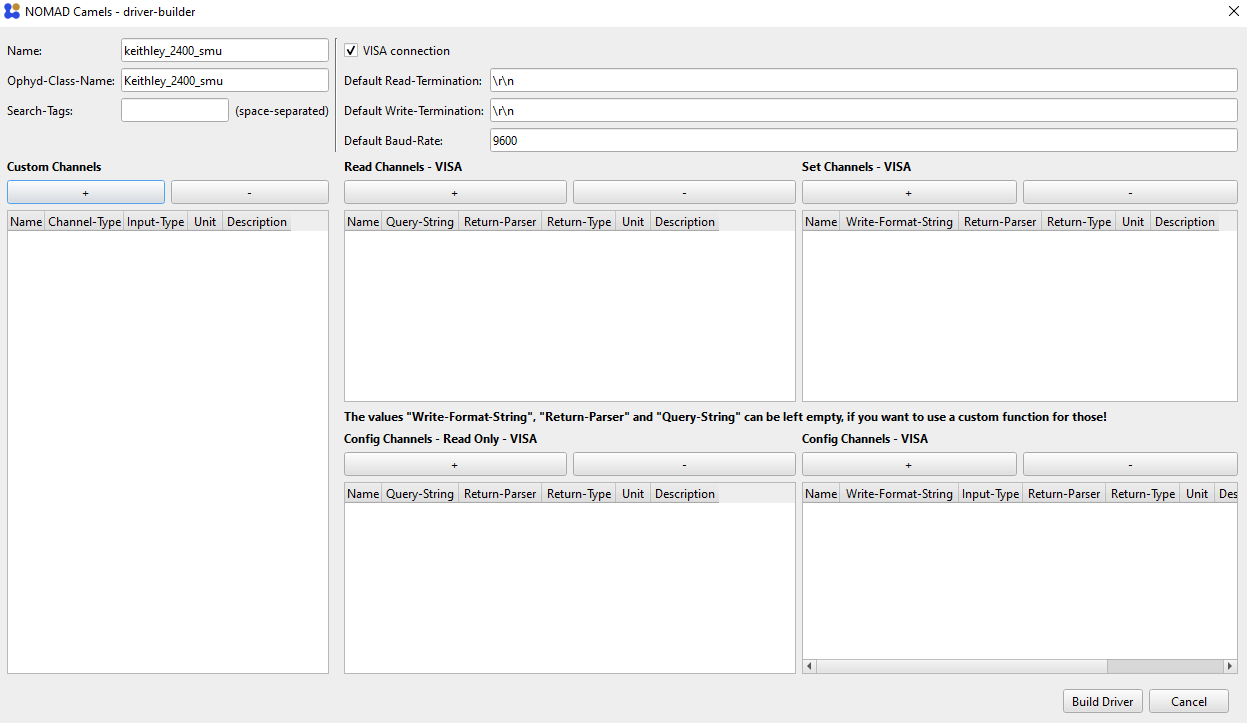 NOMAD Camels - driver-builder
Name: keithley_2400_smu
Ophyd-Class-Name: Keithley_2400_smu
Search-Tags: (space-separated)
VISA connection
Default Read-Termination: \r\n
Default Write-Termination: \r\n
Default Baud-Rate: 9600
Custom Channels
+ -
Name Channel-Type Input-Type Unit Description
Read Channels - VISA
+ -
Name Query-String Return-Parser Return-Type Unit Description
Set Channels - VISA
+ -
Name Write-Format-String Return-Parser Return-Type Unit Description
The values "Write-Format-String", "Return-Parser" and "Query-String" can be left empty, if you want to use a custom function for those!
Config Channels - Read Only - VISA
+ -
Name Query-String Return-Parser Return-Type Unit Description
Config Channels - VISA
+ -
Name Write-Format-String Input-Type Return-Parser Return-Type Unit Des
Build Driver Cancel